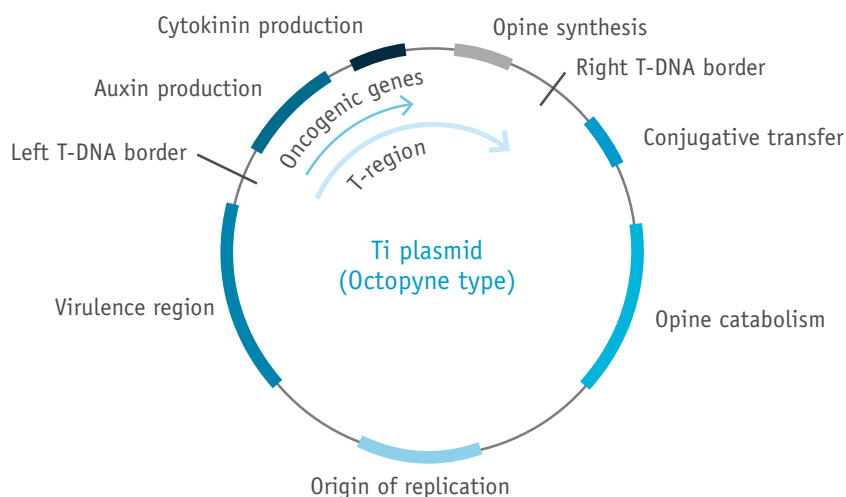 Cytokinin production
Opine synthesis
Right T-DNA border
Auxin production
Oncogenic genes
Conjugative transfer
Left T-DNA border
T-region
Ti plasmid
(Octopyne type)
Virulence region
Opine catabolism
Origin of replication